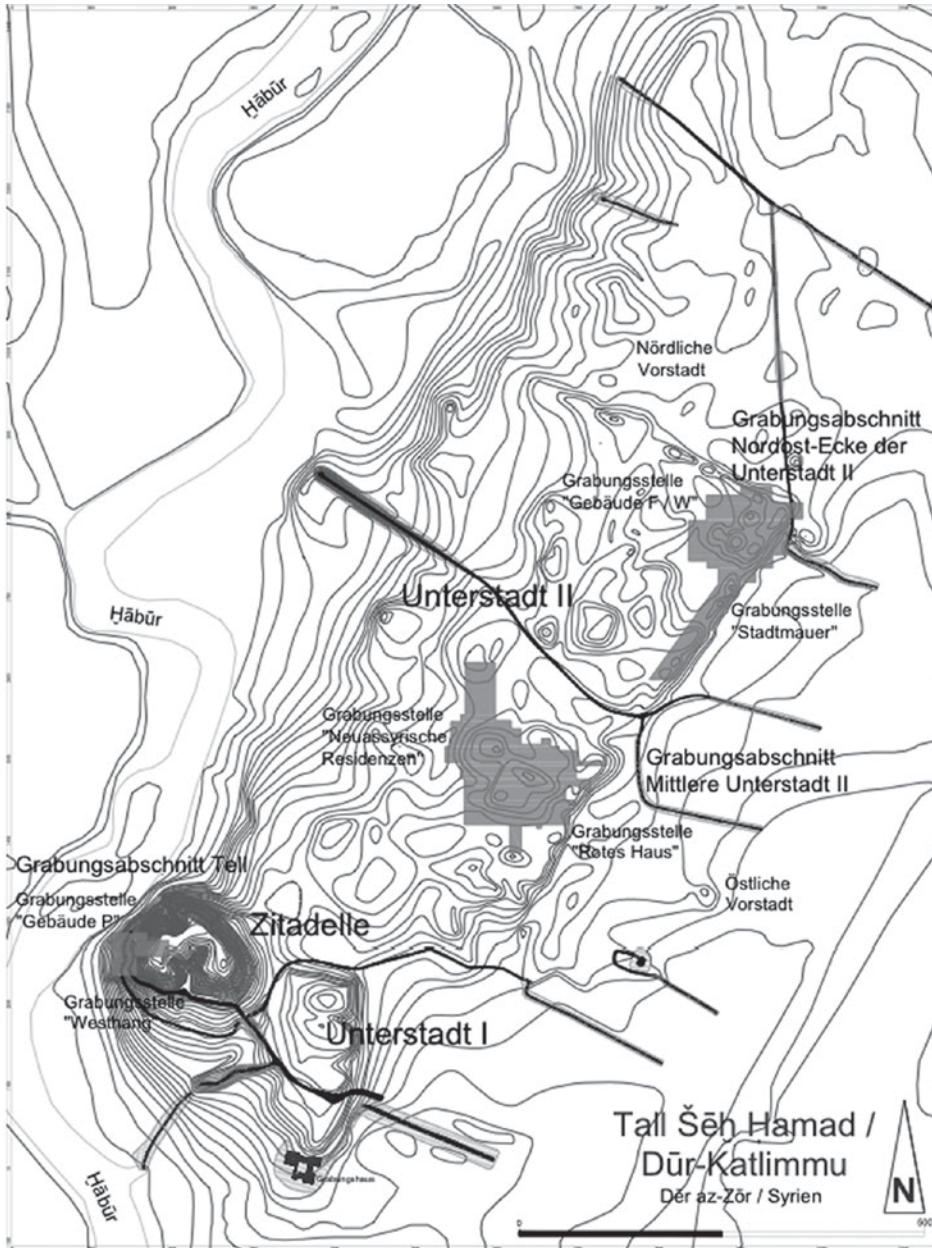 Ḫābūr
Nördliche
Vorstadt
Grabungsabschnitt
Nordost-Ecke der
Unterstadt II
Grabungsstelle
"Gebäude F / W"
Unterstadt II
Ḫābūr
Grabungsstelle
"Stadtmauer"
Grabungsstelle
"Neuassyrische
Residenzen"
Grabungsabschnitt
Mittlere Unterstadt II
Grabungsstelle
"Rotes Haus"
Östliche
Vorstadt
Grabungsabschnitt Tell
Grabungsstelle
"Gebäude P"
Zitadelle
Grabungsstelle
"Westhang"
Unterstadt I
Grabungshaus
Ḫābūr
Tall Šēḫ Hamad /
Dūr-Katlimmu
Dēr az-Zōr / Syrien
N
0